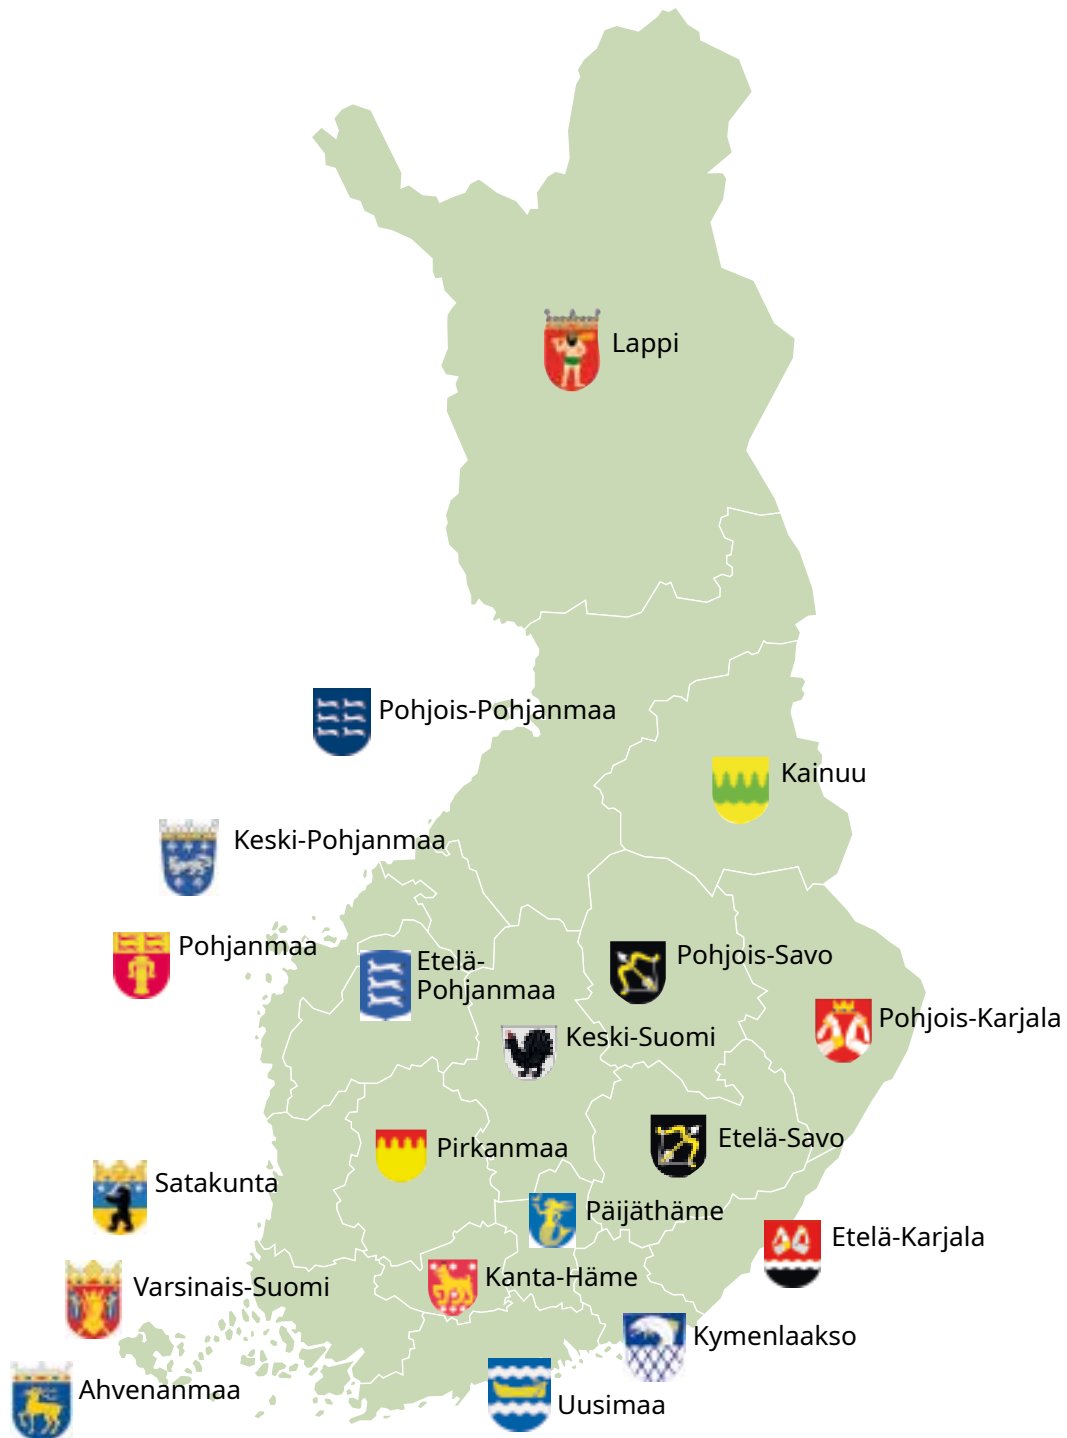 Lappi
Pohjois-Pohjanmaa
Kainuu
Keski-Pohjanmaa
Pohjanmaa
Etelä-
Pohjanmaa
Pohjois-Savo
Pohjois-Karjala
Keski-Suomi
Etelä-Savo
Pirkanmaa
Satakunta
Päijäthäme
Etelä-Karjala
Kanta-Häme
Varsinais-Suomi
Kymenlaakso
Ahvenanmaa
Uusimaa